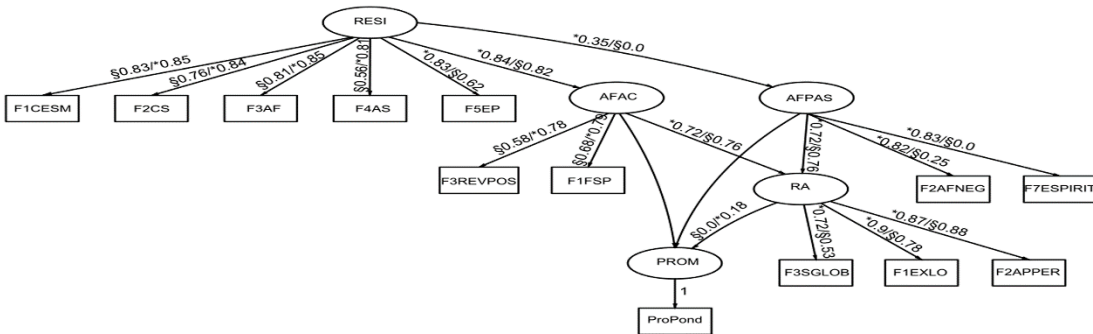 RESI
*0.35/§0.0
§0.83/*0.85
§0.76/*0.84
§0.81/*0.85
§0.56/*0.81
*0.83/§0.62
*0.84/§0.82
F1CESM
F2CS
F3AF
F4AS
F5EP
AFAC
AFPAS
§0.58/*0.78
§0.68/*0.79
*0.72/§0.76
*0.72/§0.76
*0.82/§0.25
*0.83/§0.0
F3REVPOS
F1FSP
RA
F2AFNEG
F7ESPIRIT
§0.0/*0.18
*0.72/§0.53
*0.9/§0.78
*0.87/§0.88
PROM
F3SGLOB
F1EXLO
F2APPER
1
ProPond